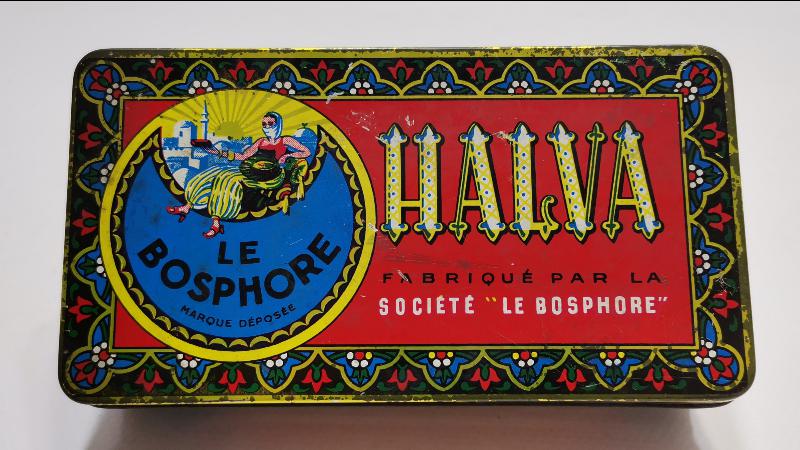 LE
BOSPHORE
MARQUE DÉPOSÉE
HALVA
FABRIQUÉ PAR LA
SOCIÉTÉ "LE BOSPHORE"